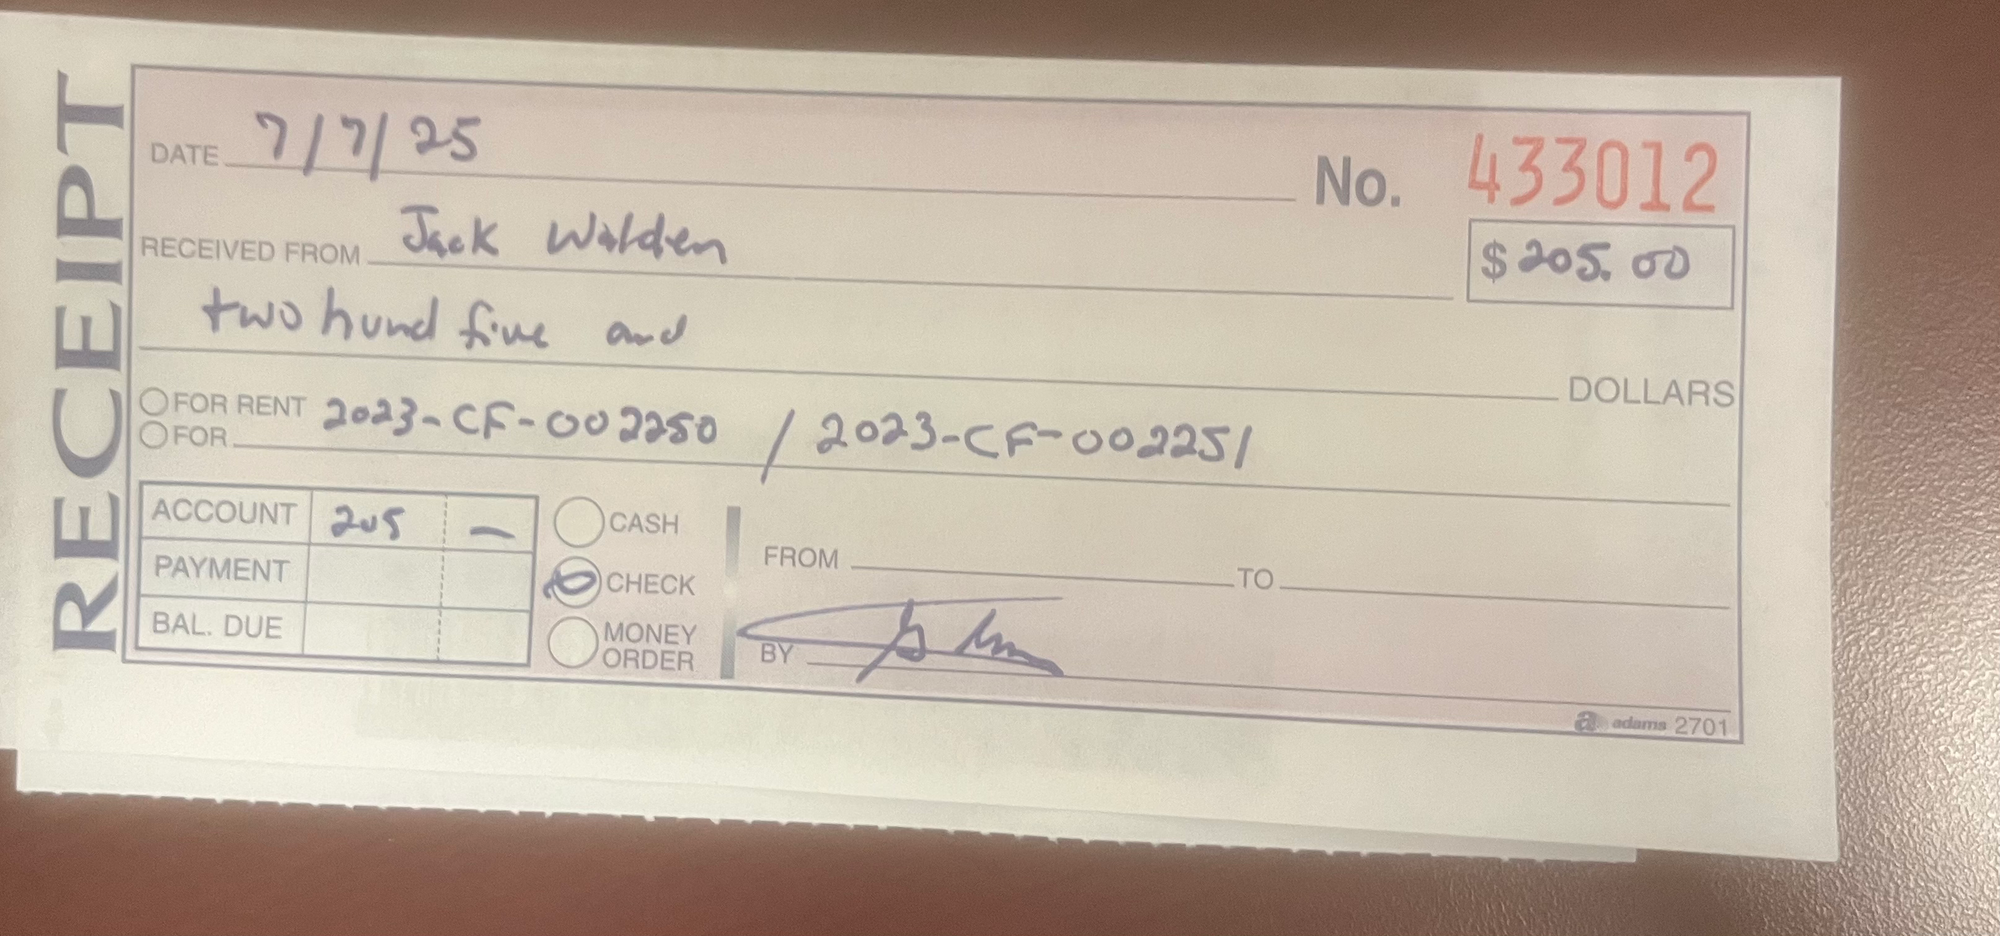 RECEIPT
DATE 7/7/25
No. 433012
RECEIVED FROM Jack Walden
$205.00
two hund five and
DOLLARS
FOR RENT 2023-CF-002250 / 2023-CF-002251
FOR
ACCOUNT 205 —
CASH
PAYMENT
CHECK
FROM TO
BAL. DUE
MONEY
ORDER
BY
a adams 2701